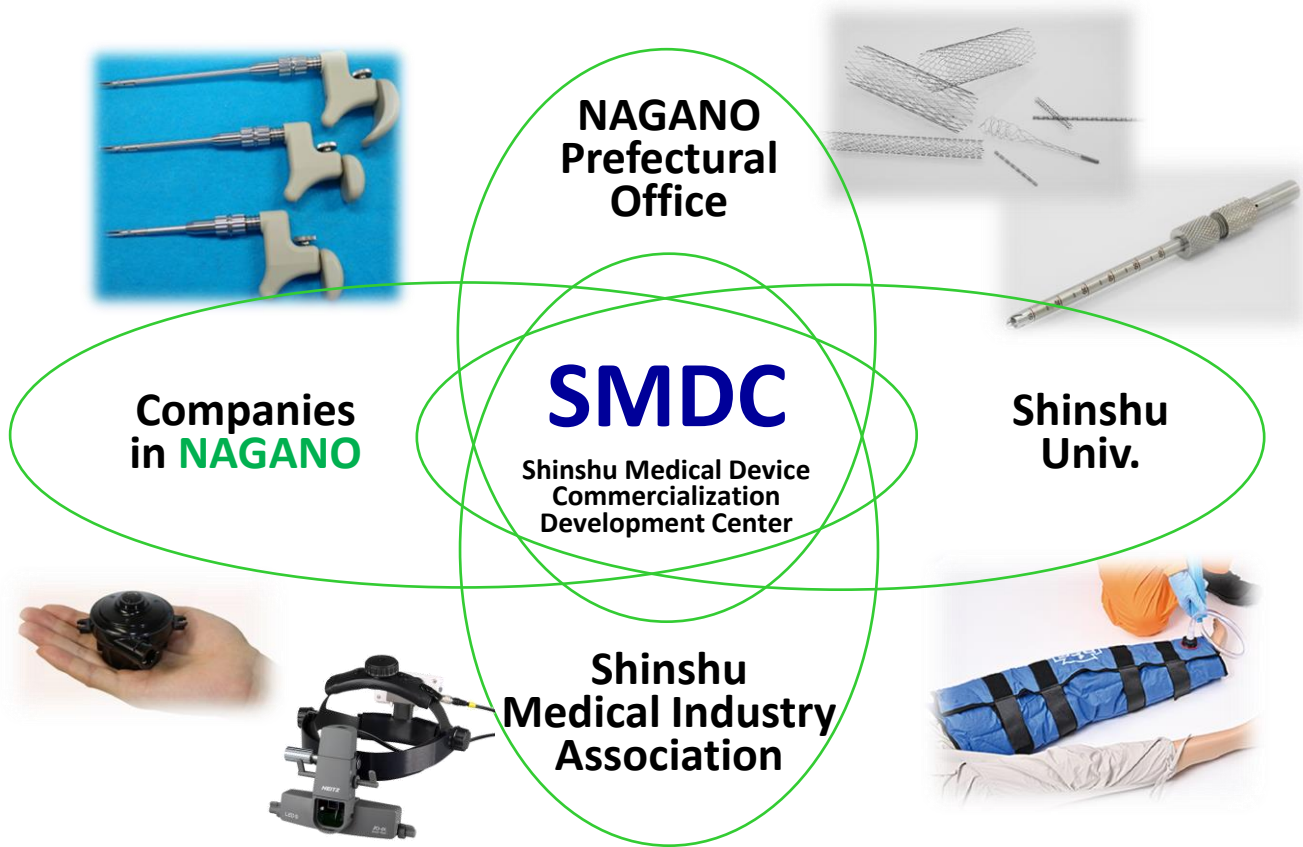 NAGANO
Prefectural
Office
Companies
in NAGANO
SMDC
Shinshu Medical Device
Commercialization
Development Center
Shinshu
Univ.
Shinshu
Medical Industry
Association
HEITZ